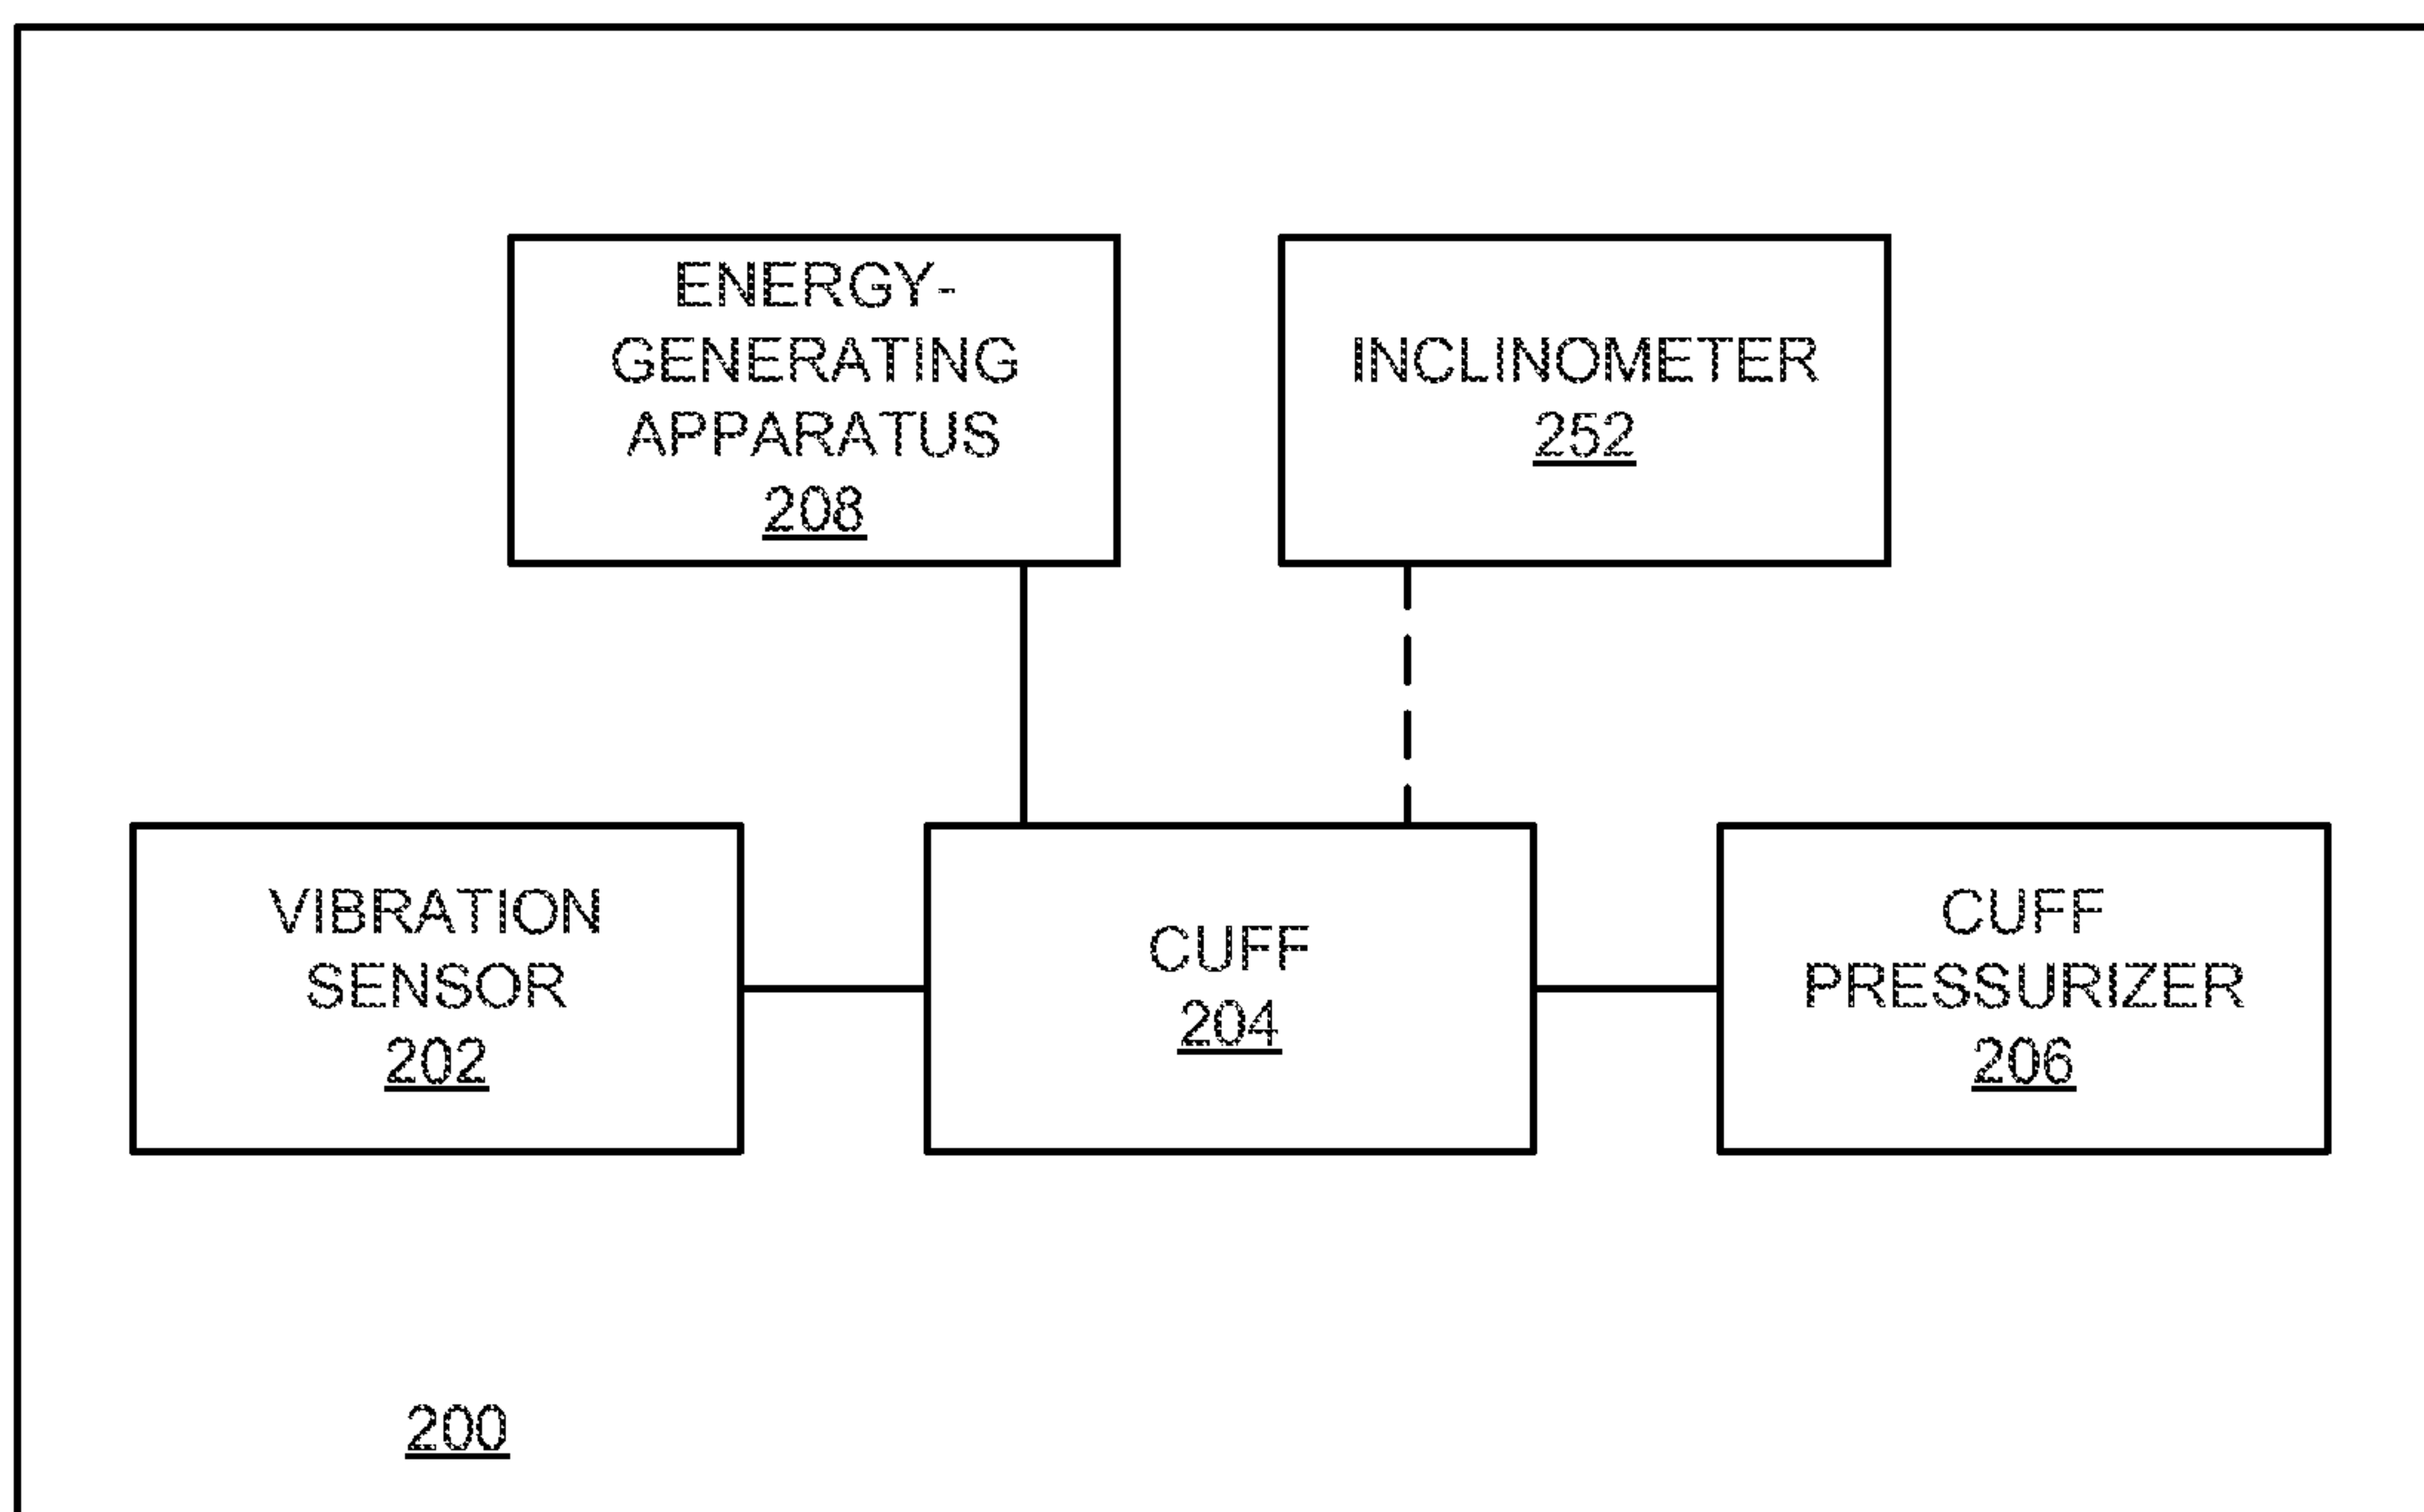 ENERGY-
GENERATING
APPARATUS
208
INCLINOMETER
252
VIBRATION
SENSOR
202
CUFF
204
CUFF
PRESSURIZER
206
200